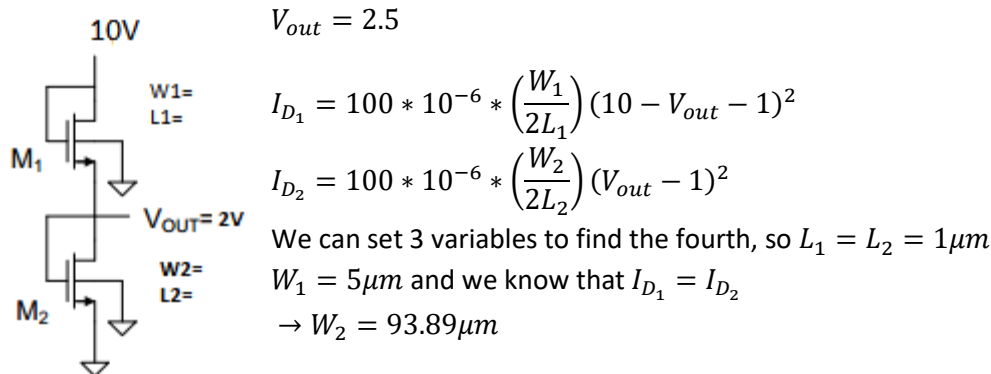 10V
W1=
L1=
M₁
V_OUT= 2V
W2=
L2=
M₂
V_{out} = 2.5
I_{D_1} = 100 * 10^{-6} * (W_1/2L_1) (10 − V_{out} − 1)^2
I_{D_2} = 100 * 10^{-6} * (W_2/2L_2) (V_{out} − 1)^2
We can set 3 variables to find the fourth, so L_1 = L_2 = 1μm
W_1 = 5μm and we know that I_{D_1} = I_{D_2}
→ W_2 = 93.89μm